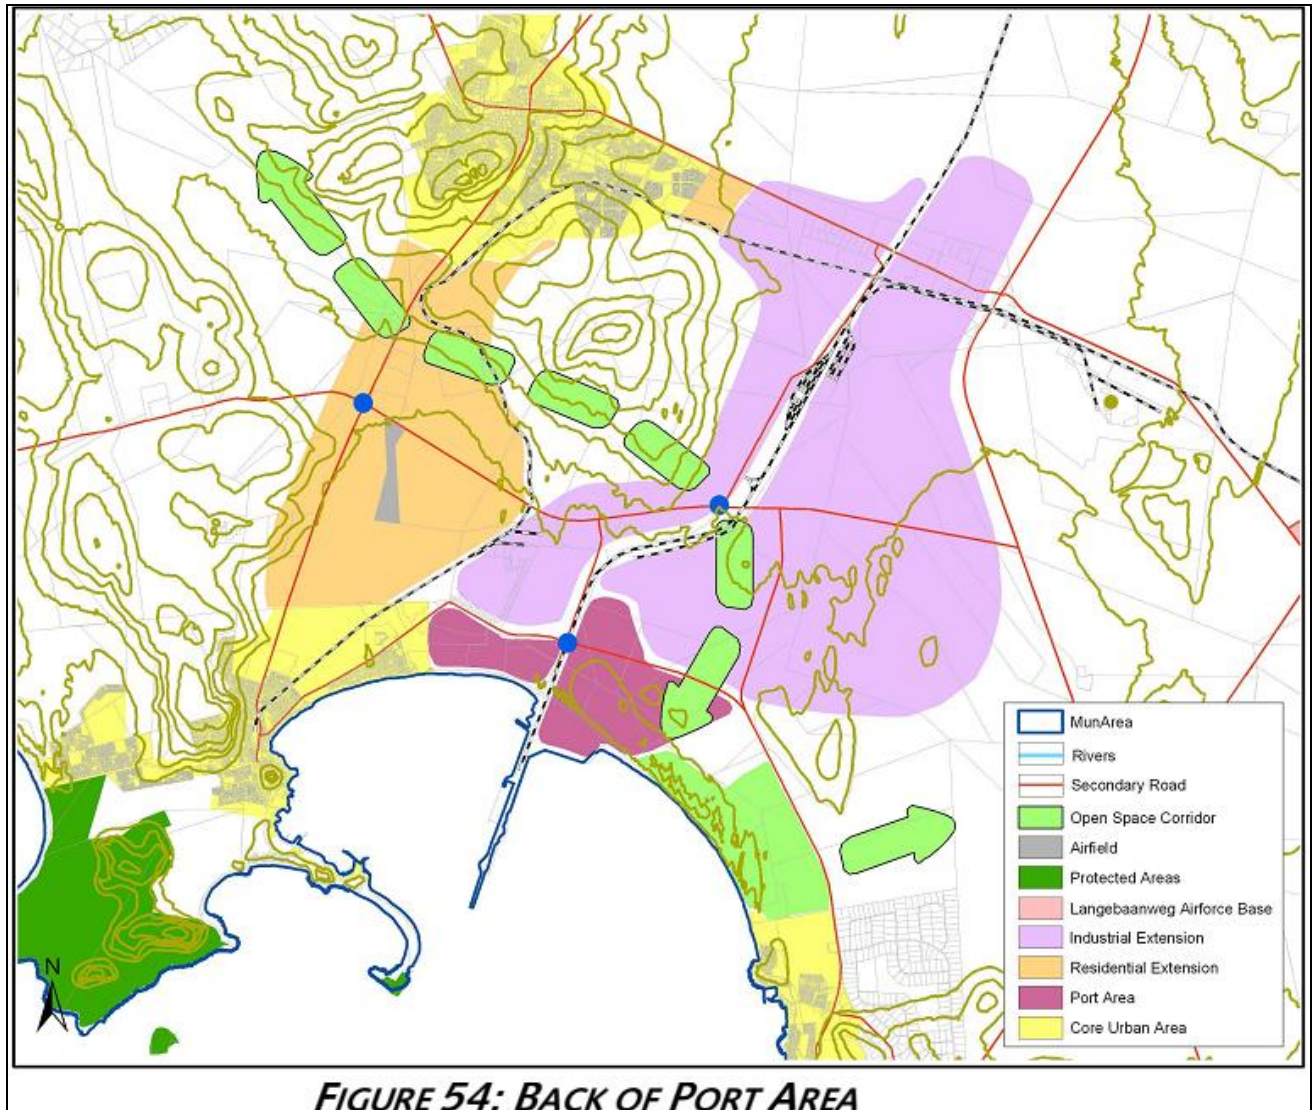 MunArea
Rivers
Secondary Road
Open Space Corridor
Airfield
Protected Areas
Langebaanweg Airforce Base
Industrial Extension
Residential Extension
Port Area
Core Urban Area
N
FIGURE 54: BACK OF PORT AREA